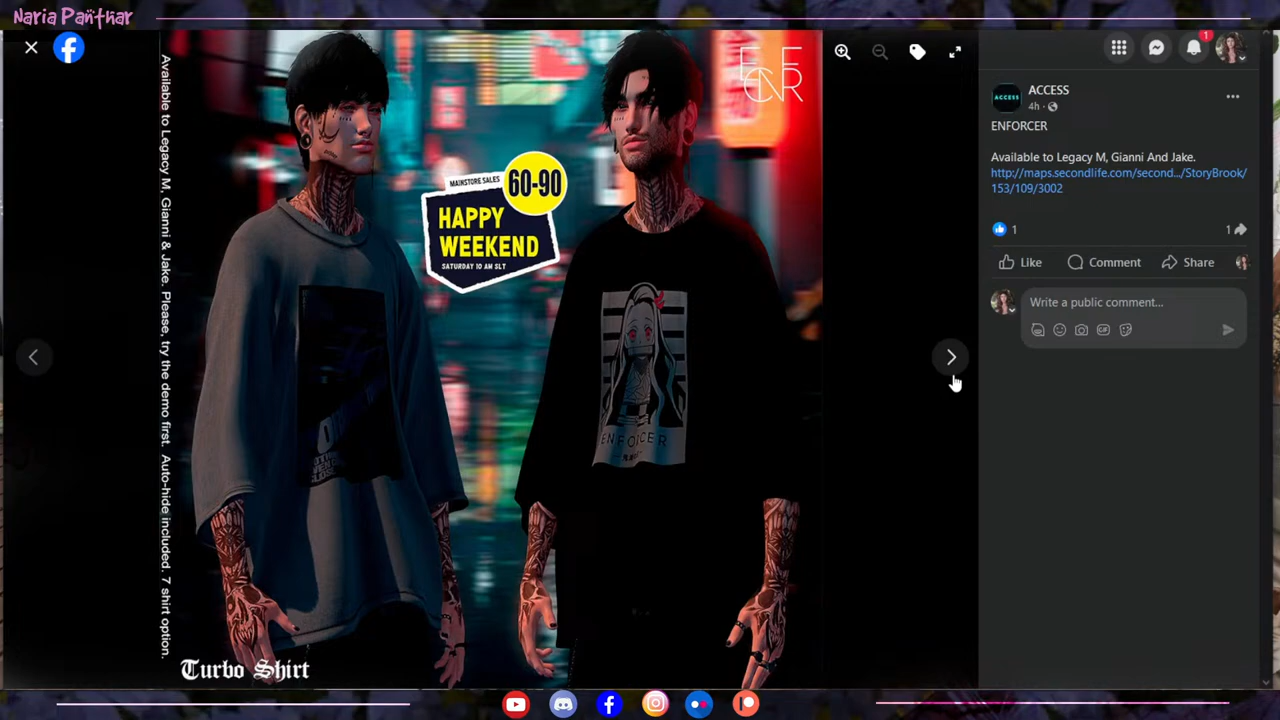 Naria Panthar
Available to Legacy M, Gianni & Jake. Please, try the demo first. Auto-hide included. 7 shirt option.
MAINSTORE SALES
60-90
HAPPY
WEEKEND
SATURDAY 10 AM SLT
ENFORCER
Turbo Shirt
1
ACCESS
ACCESS
4h ·
ENFORCER
Available to Legacy M, Gianni And Jake.
http://maps.secondlife.com/second.../StoryBrook/
153/109/3002
1
1
Like
Comment
Share
Write a public comment...
GIF